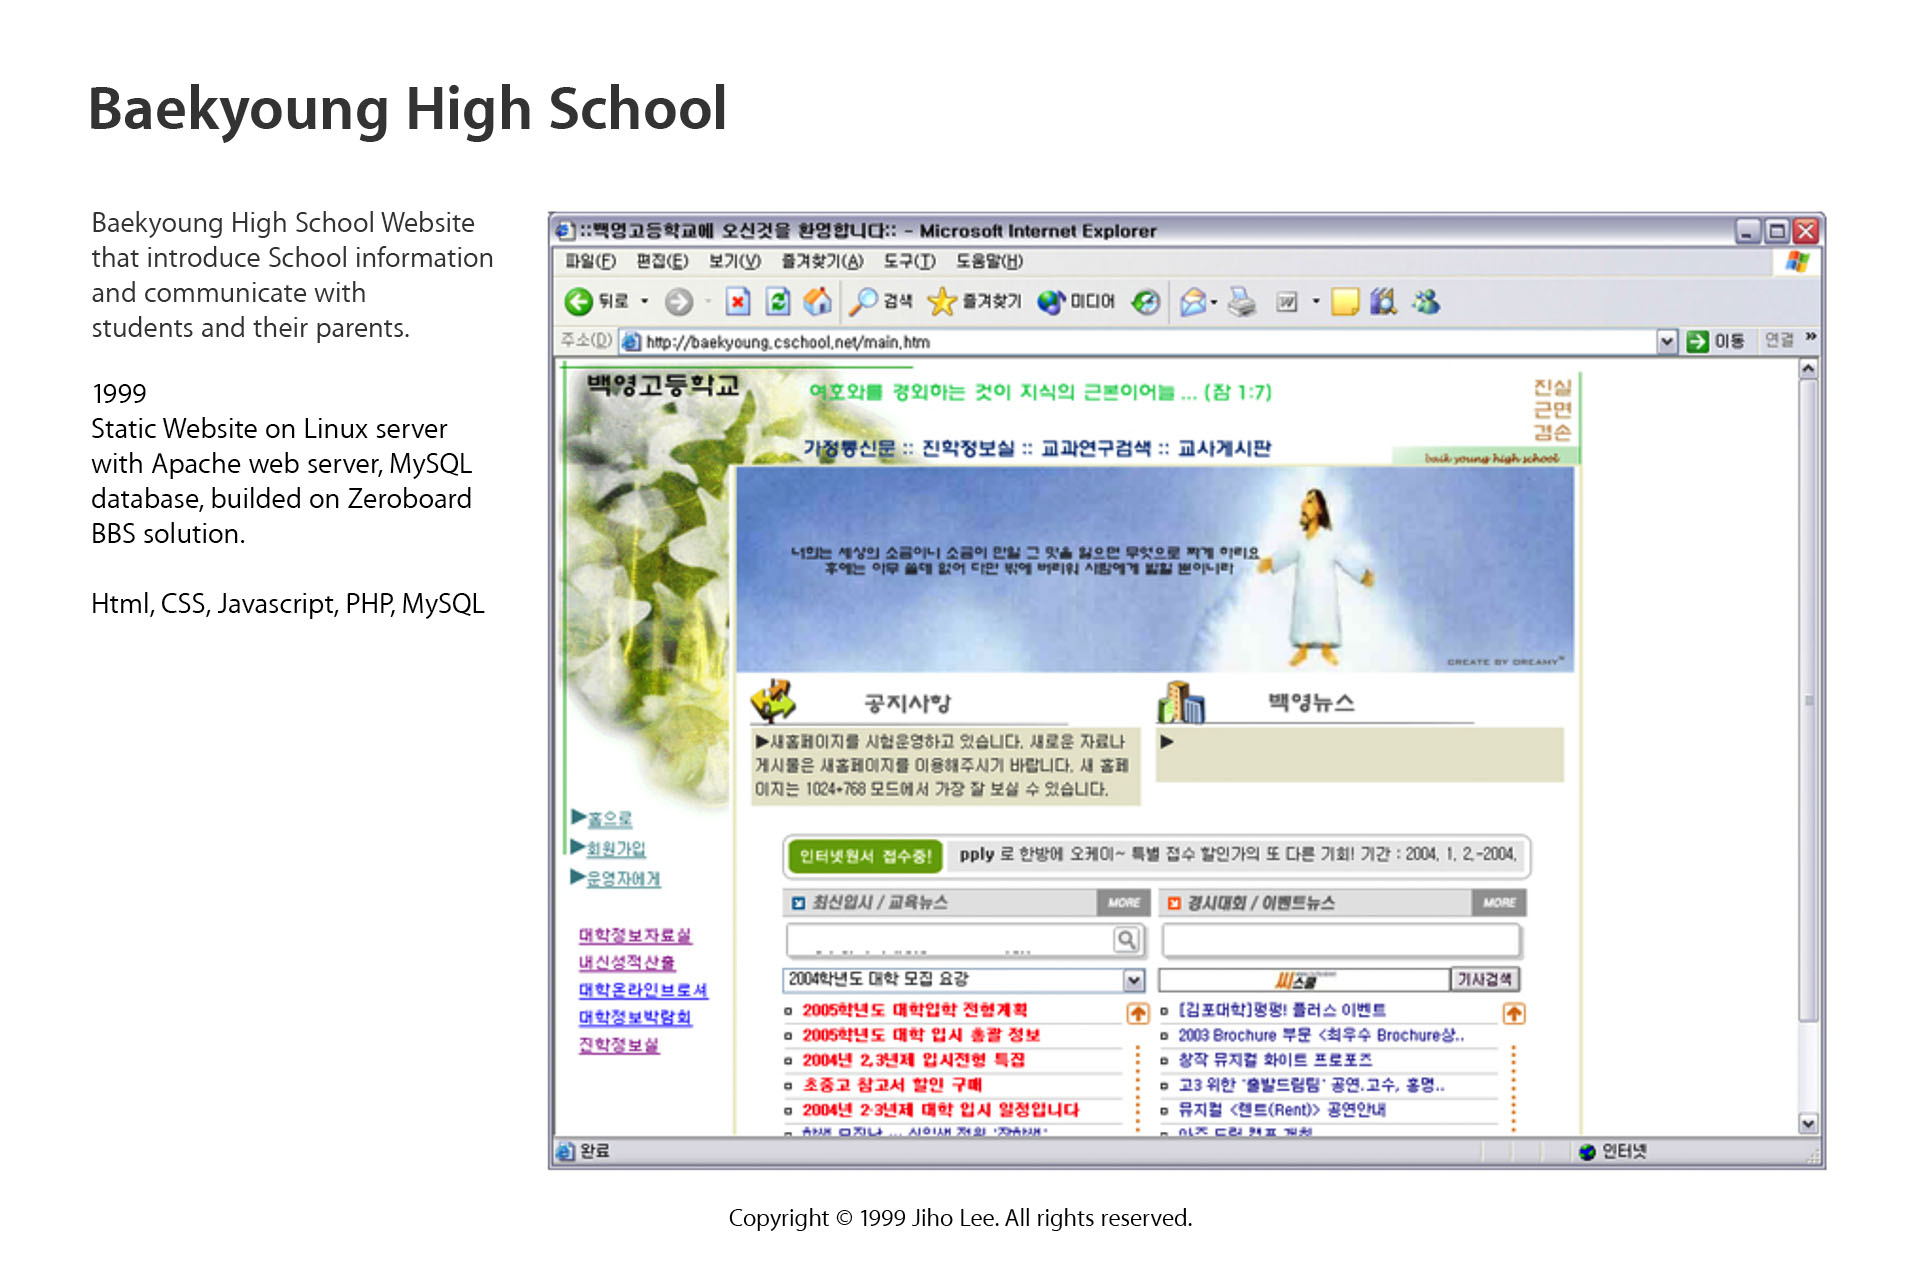 Baekyoung High School
Baekyoung High School Website
that introduce School information
and communicate with
students and their parents.
1999
Static Website on Linux server
with Apache web server, MySQL
database, builded on Zeroboard
BBS solution.
Html, CSS, Javascript, PHP, MySQL
::백영고등학교에 오신것을 환영합니다:: - Microsoft Internet Explorer
파일(F) 편집(E) 보기(V) 즐겨찾기(A) 도구(T) 도움말(H)
뒤로 검색 즐겨찾기 미디어
주소(D) http://baekyoung.cschool.net/main.htm 이동 연결 »
백영고등학교
여호와를 경외하는 것이 지식의 근본이어늘 ... (잠 1:7)
진실
근면
겸손
가정통신문 :: 진학정보실 :: 교과연구검색 :: 교사게시판
baik young high school
너희는 세상의 소금이니 소금이 만일 그 맛을 잃으면 무엇으로 짜게 하리요
후에는 아무 쓸데 없어 다만 밖에 버리워 사람에게 밟힐 뿐이니라
CREATE BY DREAMY
공지사항
백영뉴스
▶새홈페이지를 시험운영하고 있습니다. 새로운 자료나
게시물은 새홈페이지를 이용해주시기 바랍니다. 새 홈페
이지는 1024*768 모드에서 가장 잘 보실 수 있습니다.
▶
▶홈으로
▶회원가입
▶운영자에게
대학정보자료실
내신성적산출
대학온라인브로셔
대학정보박람회
진학정보실
인터넷원서 접수중! pply 로 한방에 오케이~ 특별 접수 할인가의 또 다른 기회! 기간 : 2004. 1. 2.-2004.
최신입시 / 교육뉴스 MORE
경시대회 / 이벤트뉴스 MORE
2004학년도 대학 모집 요강
스쿨 기사검색
2005학년도 대학입학 전형계획
2005학년도 대학 입시 총괄 정보
2004년 2,3년제 입시전형 특집
초중고 참고서 할인 구매
2004년 2·3년제 대학 입시 일정입니다
[김포대학]펑펑! 플러스 이벤트
2003 Brochure 부문 <최우수 Brochure상..
창작 뮤지컬 화이트 프로포즈
고3 위한 '출발드림팀' 공연.고수, 홍명..
뮤지컬 <렌트(Rent)> 공연안내
완료
인터넷
Copyright © 1999 Jiho Lee. All rights reserved.